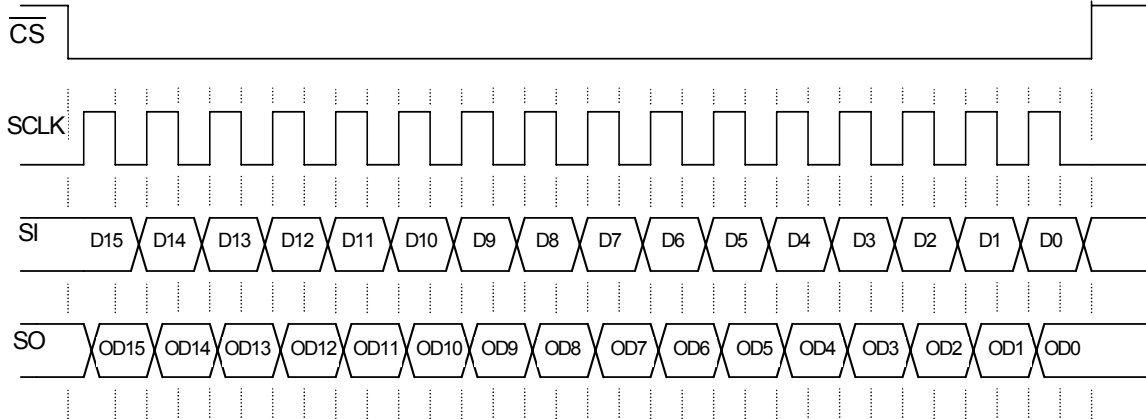 CS
SCLK
SI D15 D14 D13 D12 D11 D10 D9 D8 D7 D6 D5 D4 D3 D2 D1 D0
SO OD15 OD14 OD13 OD12 OD11 OD10 OD9 OD8 OD7 OD6 OD5 OD4 OD3 OD2 OD1 OD0